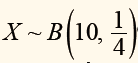 X ~ B(10, 1/4)